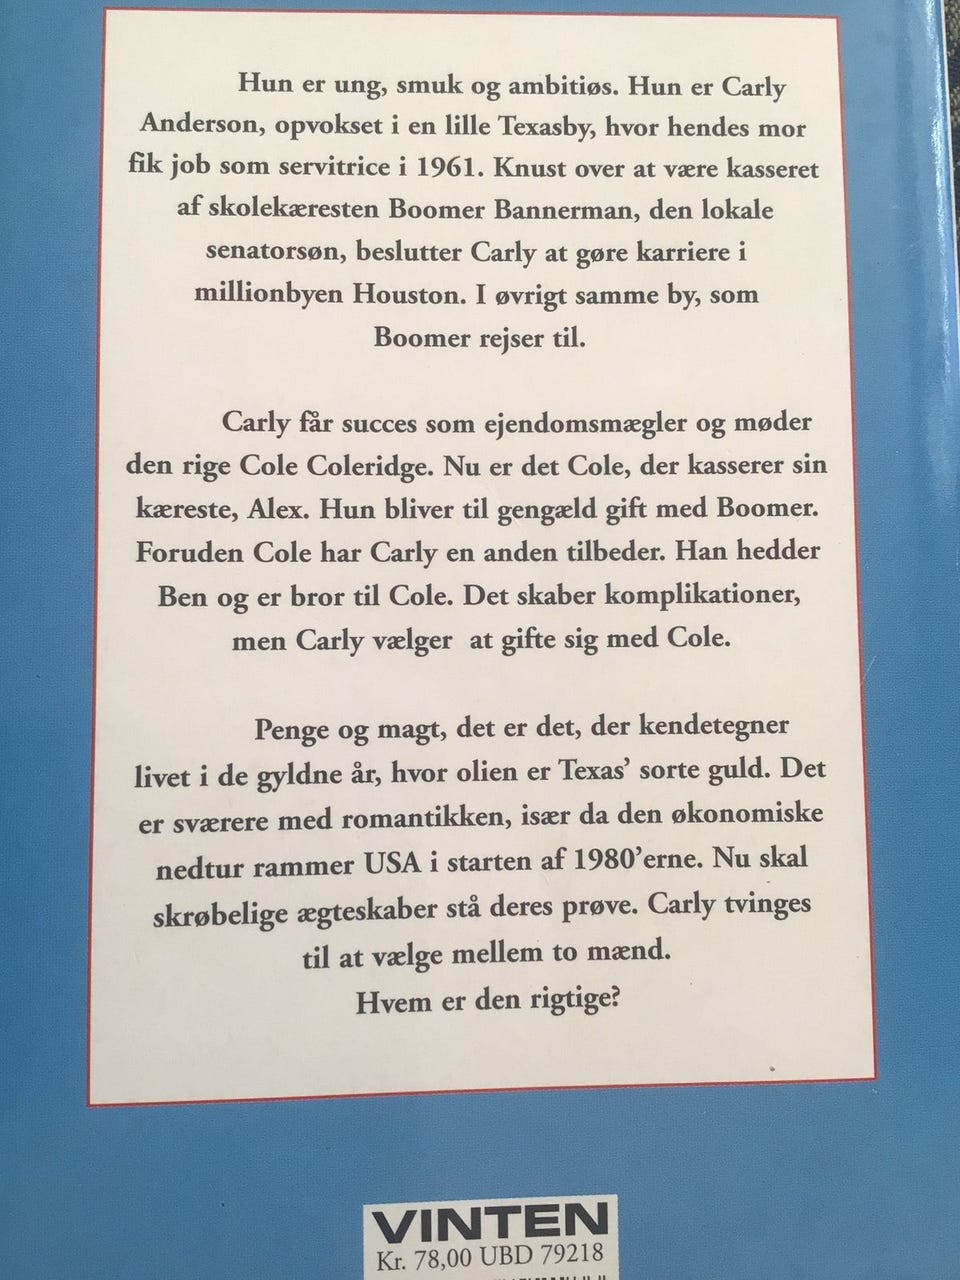 Hun er ung, smuk og ambitiøs. Hun er Carly
Anderson, opvokset i en lille Texasby, hvor hendes mor
fik job som servitrice i 1961. Knust over at være kasseret
af skolekæresten Boomer Bannerman, den lokale
senatorsøn, beslutter Carly at gøre karriere i
millionbyen Houston. I øvrigt samme by, som
Boomer rejser til.
Carly får succes som ejendomsmægler og møder
den rige Cole Coleridge. Nu er det Cole, der kasserer sin
kæreste, Alex. Hun bliver til gengæld gift med Boomer.
Foruden Cole har Carly en anden tilbeder. Han hedder
Ben og er bror til Cole. Det skaber komplikationer,
men Carly vælger at gifte sig med Cole.
Penge og magt, det er det, der kendetegner
livet i de gyldne år, hvor olien er Texas’ sorte guld. Det
er sværere med romantikken, især da den økonomiske
nedtur rammer USA i starten af 1980’erne. Nu skal
skrøbelige ægteskaber stå deres prøve. Carly tvinges
til at vælge mellem to mænd.
Hvem er den rigtige?
VINTEN
Kr. 78,00 UBD 79218